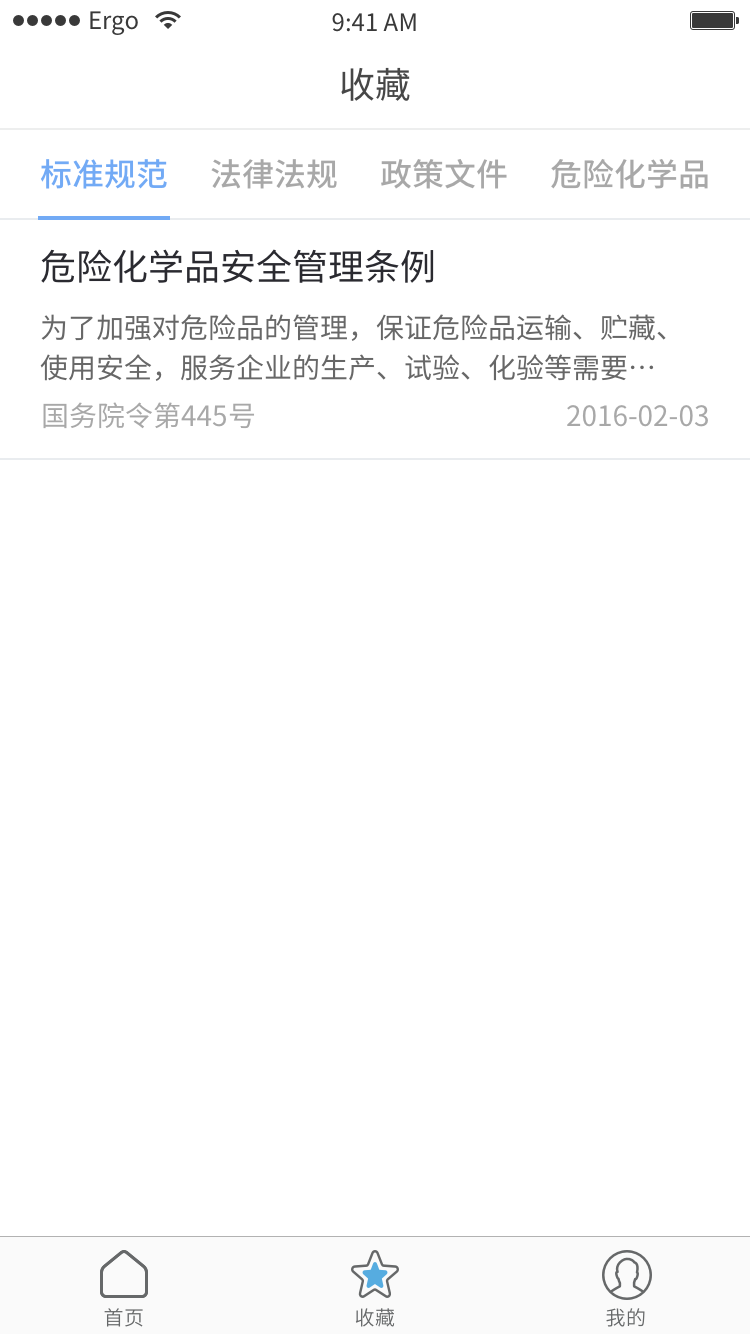 Ergo 9:41 AM
收藏
标准规范 法律法规 政策文件 危险化学品
危险化学品安全管理条例
为了加强对危险品的管理，保证危险品运输、贮藏、
使用安全，服务企业的生产、试验、化验等需要…
国务院令第445号 2016-02-03
首页 收藏 我的